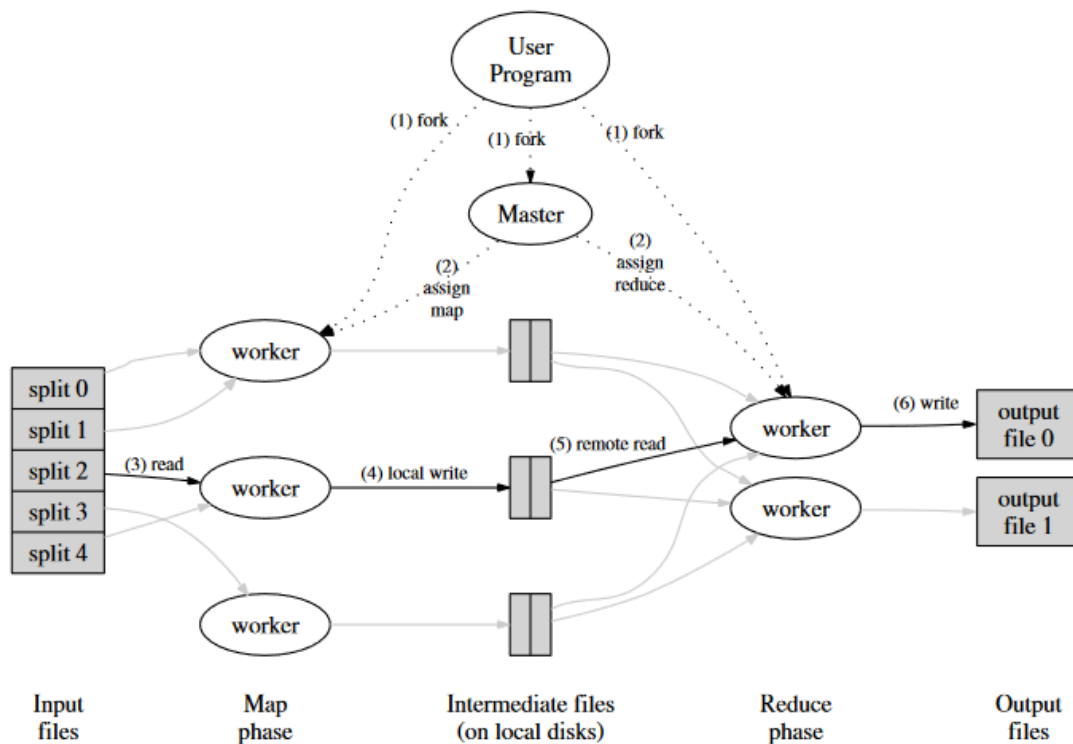 User
Program
(1) fork
(1) fork
(1) fork
Master
(2)
assign
map
(2)
assign
reduce
worker
split 0
split 1
split 2
split 3
split 4
(3) read
worker
(4) local write
(5) remote read
worker
(6) write
output
file 0
worker
output
file 1
worker
Input
files
Map
phase
Intermediate files
(on local disks)
Reduce
phase
Output
files